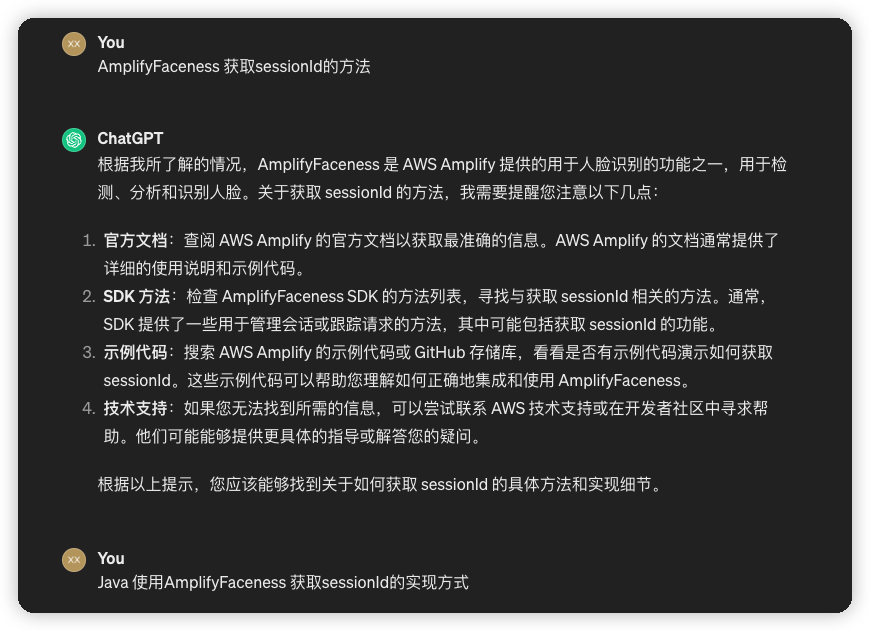 XX
You
AmplifyFaceness 获取sessionId的方法
ChatGPT
根据我所了解的情况，AmplifyFaceness 是 AWS Amplify 提供的用于人脸识别的功能之一，用于检
测、分析和识别人脸。关于获取 sessionId 的方法，我需要提醒您注意以下几点：
1. 官方文档：查阅 AWS Amplify 的官方文档以获取最准确的信息。AWS Amplify 的文档通常提供了
详细的使用说明和示例代码。
2. SDK 方法：检查 AmplifyFaceness SDK 的方法列表，寻找与获取 sessionId 相关的方法。通常，
SDK 提供了一些用于管理会话或跟踪请求的方法，其中可能包括获取 sessionId 的功能。
3. 示例代码：搜索 AWS Amplify 的示例代码或 GitHub 存储库，看看是否有示例代码演示如何获取
sessionId。这些示例代码可以帮助您理解如何正确地集成和使用 AmplifyFaceness。
4. 技术支持：如果您无法找到所需的信息，可以尝试联系 AWS 技术支持或在开发者社区中寻求帮
助。他们可能能够提供更具体的指导或解答您的疑问。
根据以上提示，您应该能够找到关于如何获取 sessionId 的具体方法和实现细节。
XX
You
Java 使用AmplifyFaceness 获取sessionId的实现方式